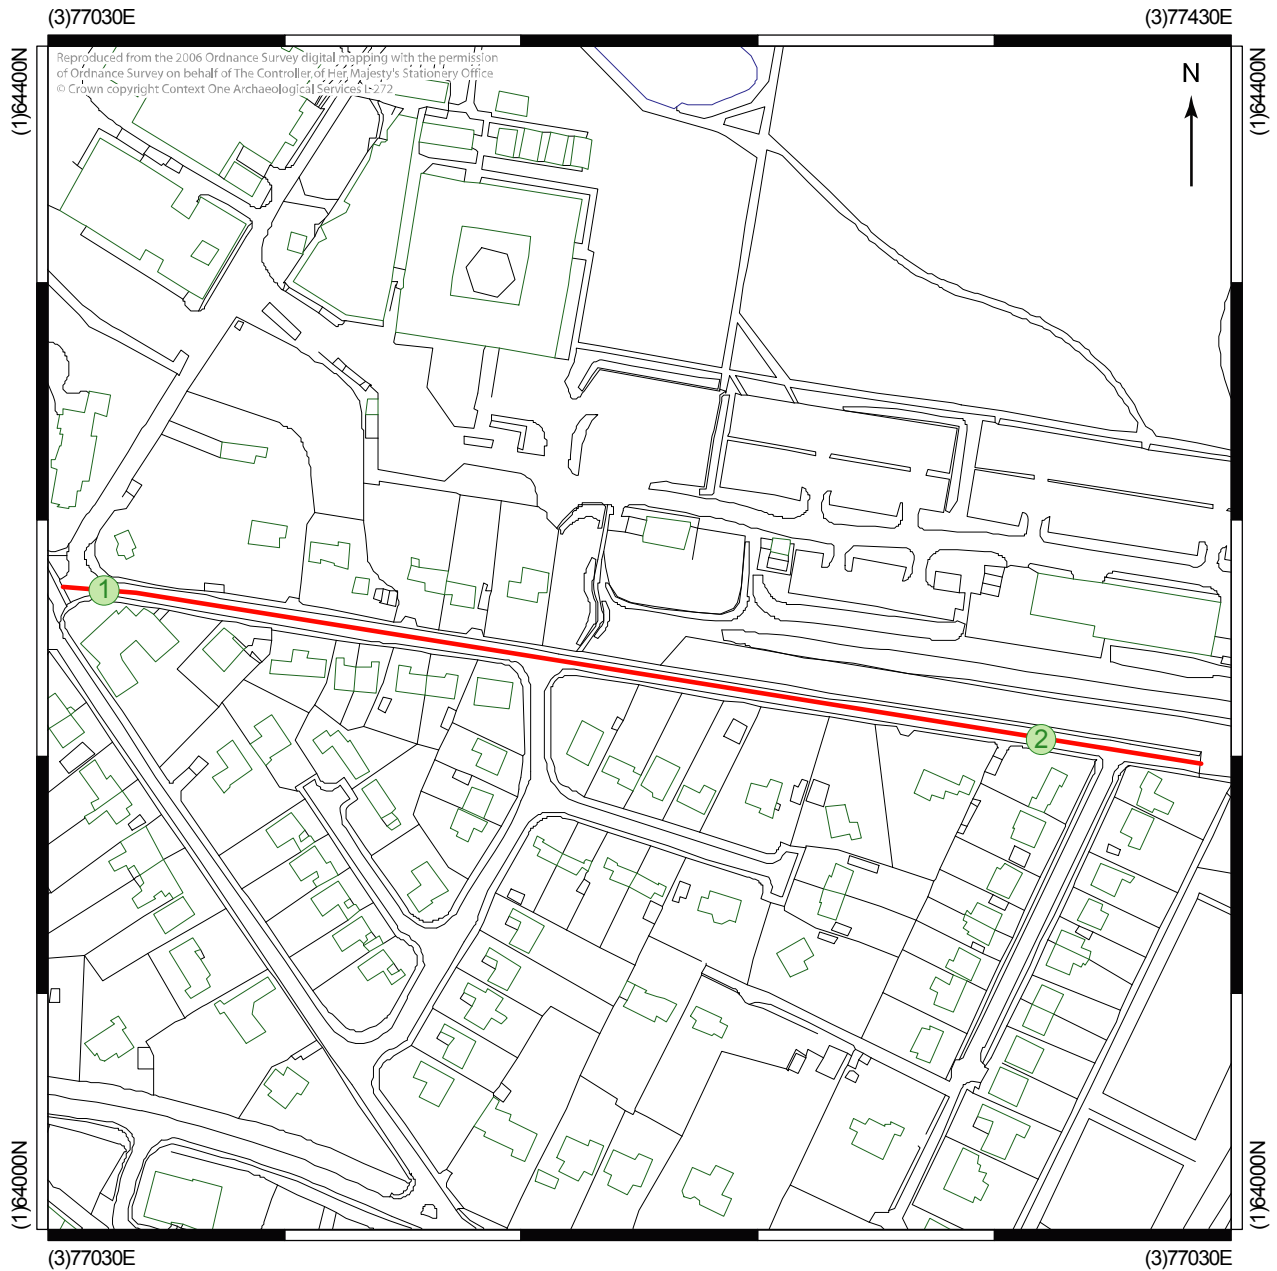 (3)77030E
(3)77430E
(1)64400N
(1)64400N
Reproduced from the 2006 Ordnance Survey digital mapping with the permission
of Ordnance Survey on behalf of The Controller of Her Majesty's Stationery Office
© Crown copyright Context One Archaeological Services L-272
N
1
2
(1)64000N
(1)64000N
(3)77030E
(3)77030E